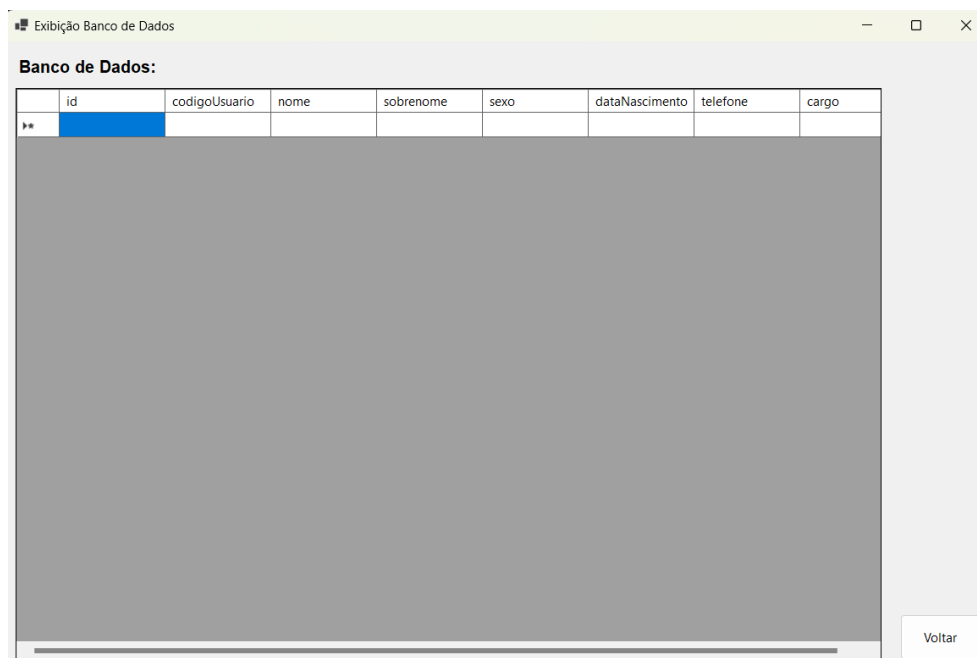 Exibição Banco de Dados
Banco de Dados:
id codigoUsuario nome sobrenome sexo dataNascimento telefone cargo
Voltar